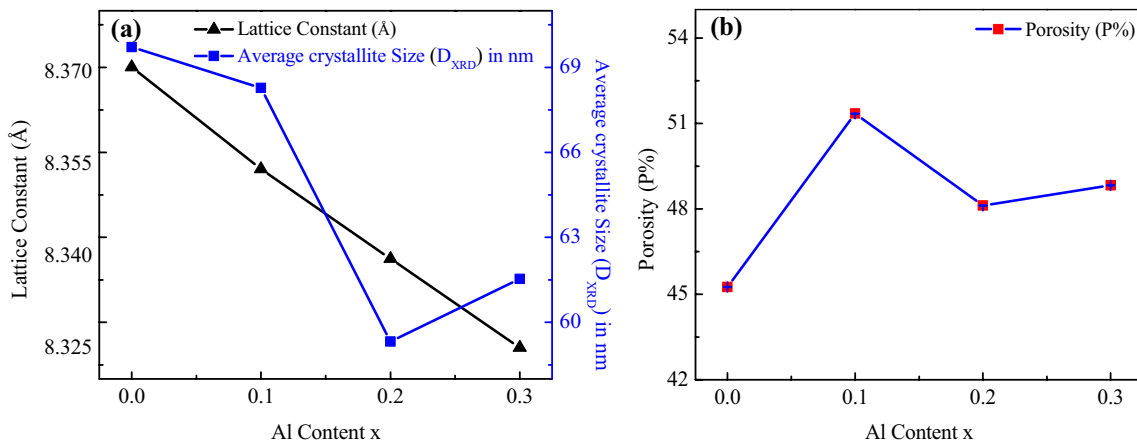 (a)
Lattice Constant (Å)
Average crystallite Size (D_XRD) in nm
8.370
8.355
8.340
8.325
Lattice Constant (Å)
69
66
63
60
Average crystallite Size (D_XRD) in nm
0.0 0.1 0.2 0.3
Al Content x
(b)
Porosity (P%)
54
51
48
45
42
Porosity (P%)
0.0 0.1 0.2 0.3
Al Content x